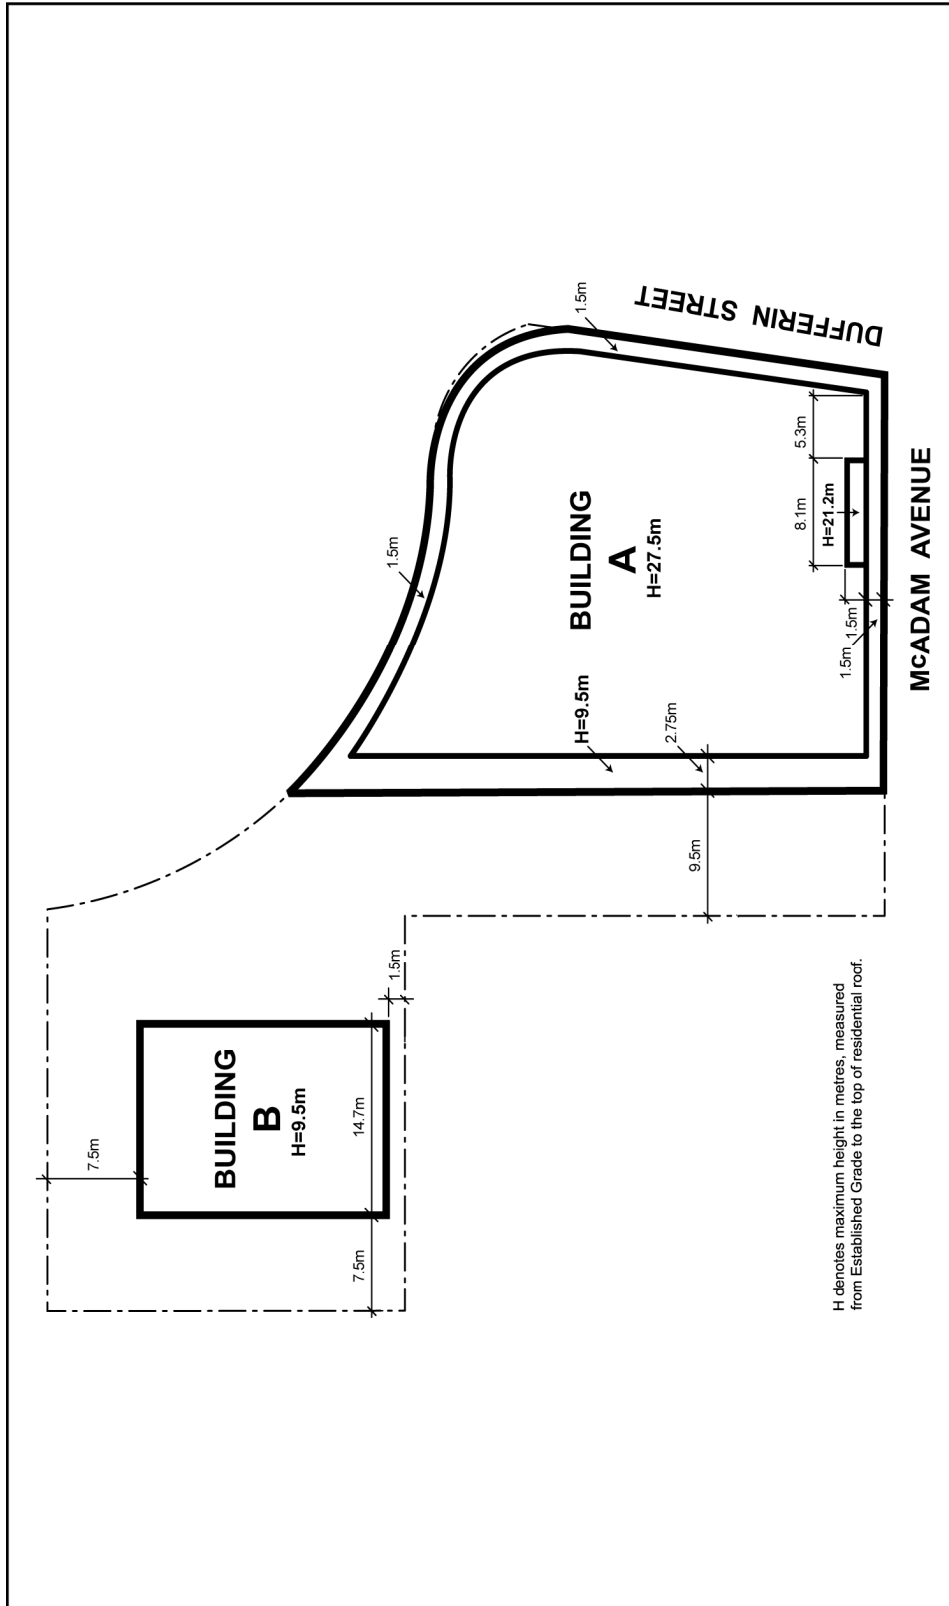 7.5m
BUILDING
B
H=9.5m
14.7m
7.5m
1.5m
1.5m
1.5m
DUFFERIN STREET
BUILDING
A
H=27.5m
H=9.5m
2.75m
9.5m
5.3m
8.1m
H=21.2m
1.5m
1.5m
1.5m
McADAM AVENUE
H denotes maximum height in metres, measured
from Established Grade to the top of residential roof.